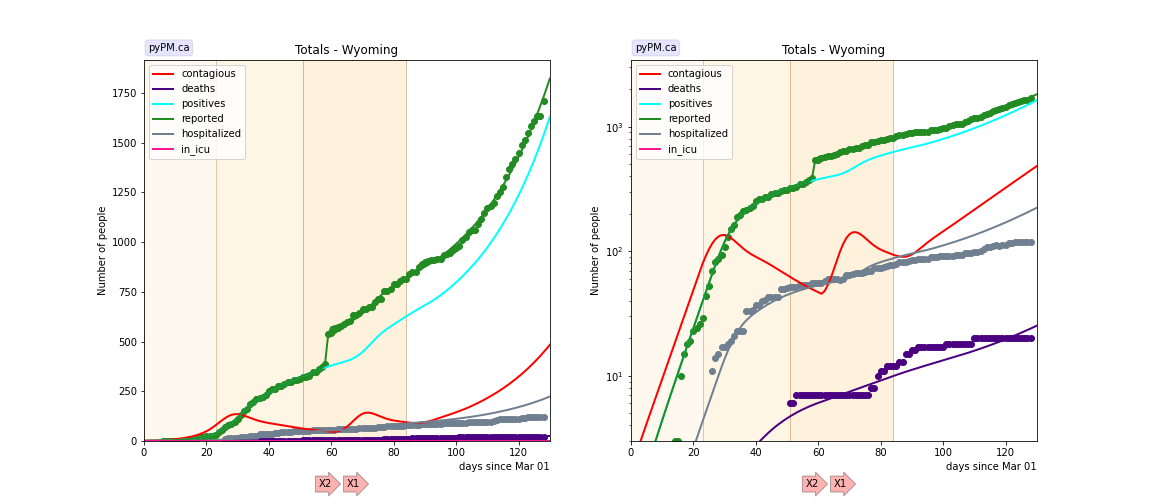 pyPM.ca
Totals - Wyoming
contagious
deaths
positives
reported
hospitalized
in_icu
Number of people
1750
1500
1250
1000
750
500
250
0
0 20 40 60 80 100 120
days since Mar 01
X2 X1
pyPM.ca
Totals - Wyoming
contagious
deaths
positives
reported
hospitalized
in_icu
Number of people
10³
10²
10¹
0 20 40 60 80 100 120
days since Mar 01
X2 X1